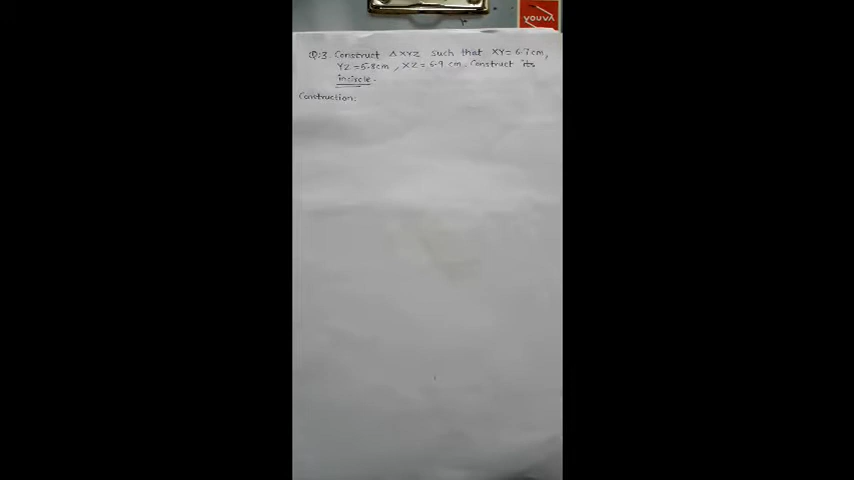 Q:3 Construct △XYZ such that XY=6.7cm,
YZ=5.8cm, XZ=6.9 cm. Construct its
incircle.
Construction: